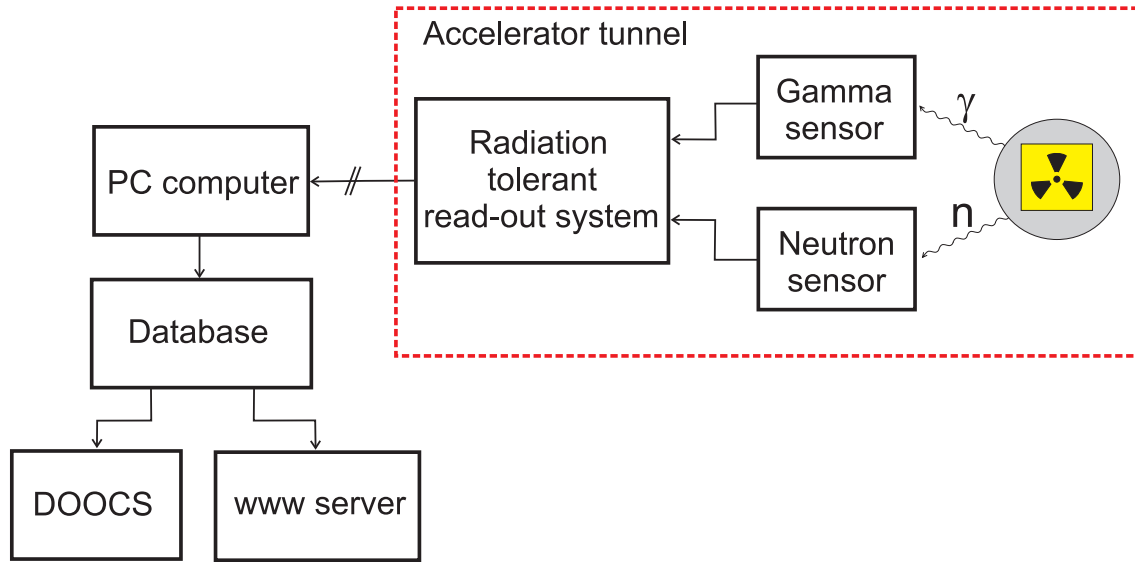 Accelerator tunnel
Gamma
sensor
γ
Radiation
tolerant
read-out system
PC computer
n
Neutron
sensor
Database
DOOCS
www server